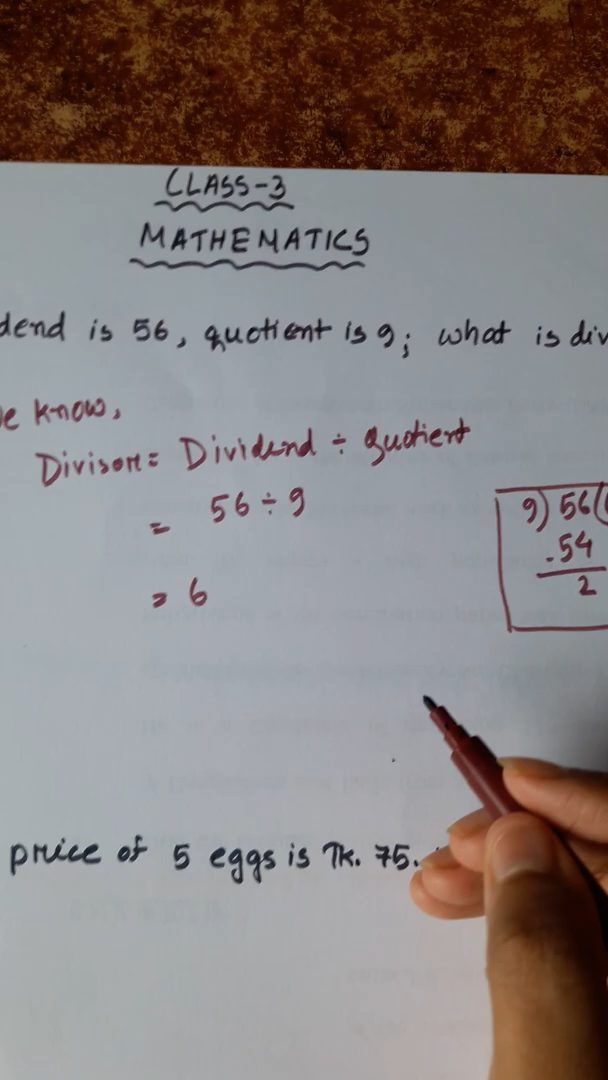 CLASS-3
MATHEMATICS
dend is 56, quotient is 9; what is div
e know,
Divisor = Dividend ÷ quotient
= 56 ÷ 9
= 6
9) 56 (
- 54
2
price of 5 eggs is Tk. 75.